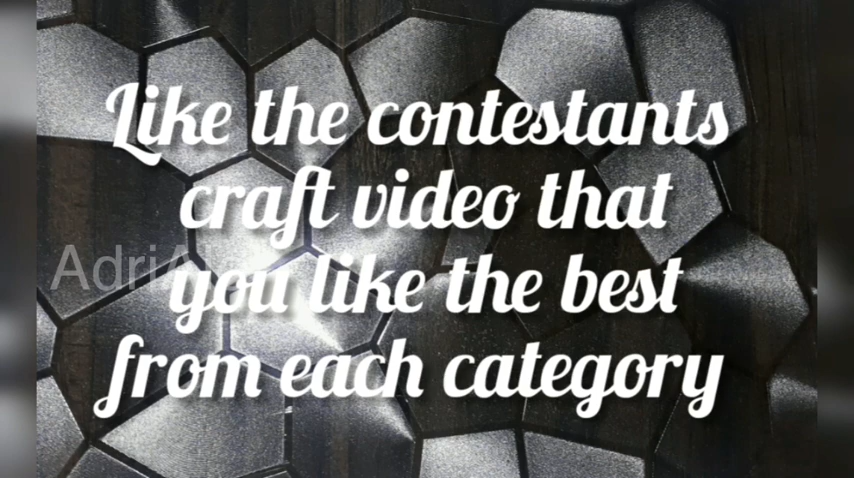 Like the contestants
craft video that
you like the best
from each category